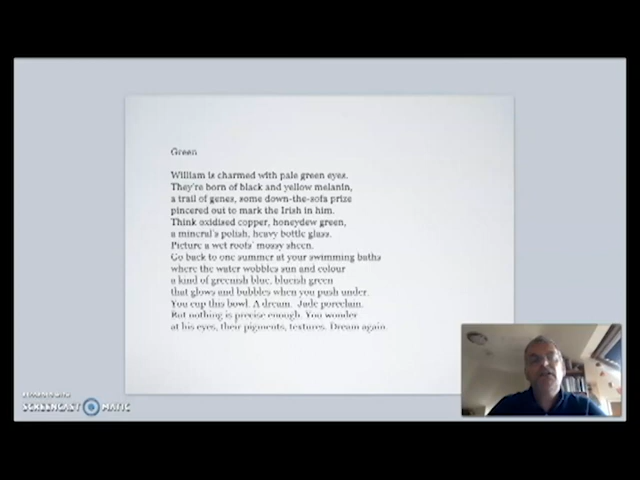 Green
William is charmed with pale green eyes.
They're born of black and yellow melanin,
a trail of genes, some down-the-sofa prize
pincered out to mark the Irish in him.
Think oxidised copper, honeydew green,
a mineral's polish, heavy bottle glass.
Picture a wet roots' mossy sheen.
Go back to one summer at your swimming baths
where the water wobbles sun and colour
a kind of greenish blue, blueish green
that glows and bubbles when you push under.
You cup this bowl. A dream. Jade porcelain.
But nothing is precise enough. You wonder
at his eyes, their pigments, textures. Dream again.
SCREENCAST MATIC